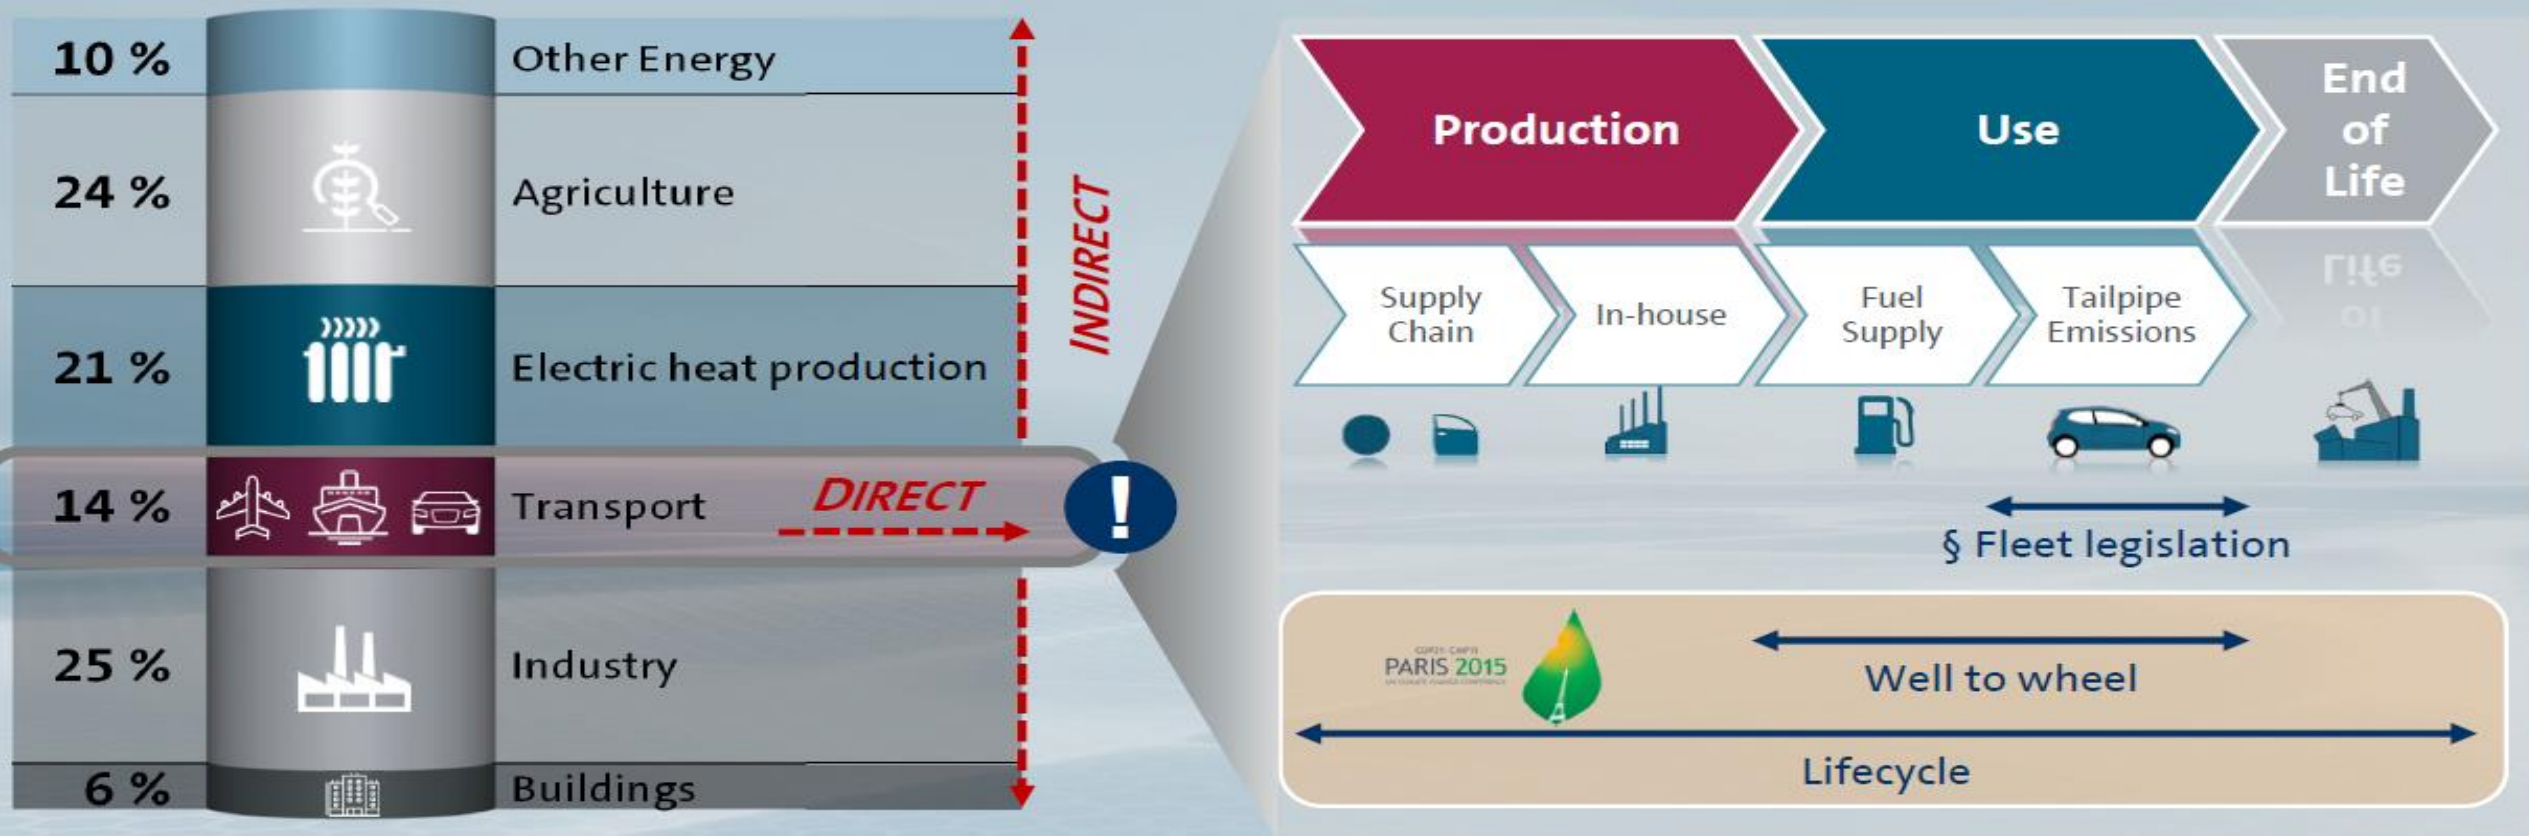 10 %
Other Energy
24 %
Agriculture
21 %
Electric heat production
14 %
Transport
DIRECT
25 %
Industry
6 %
Buildings
INDIRECT
!
Production
Use
End
of
Life
Supply
Chain
In-house
Fuel
Supply
Tailpipe
Emissions
§ Fleet legislation
PARIS 2015
Well to wheel
Lifecycle